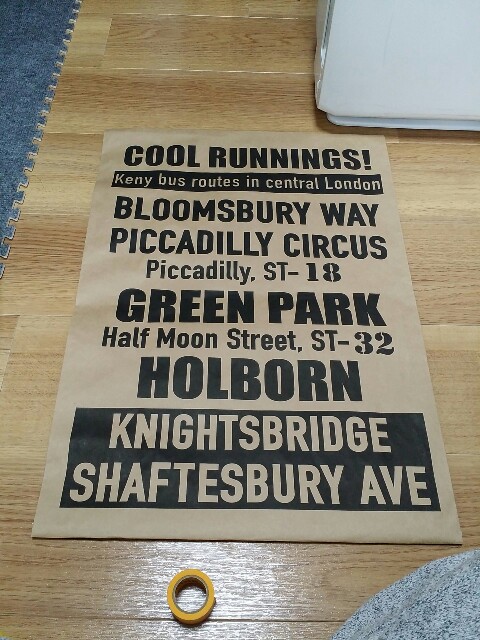 COOL RUNNINGS!
Keny bus routes in central London
BLOOMSBURY WAY
PICCADILLY CIRCUS
Piccadilly, ST-18
GREEN PARK
Half Moon Street, ST-32
HOLBORN
KNIGHTSBRIDGE
SHAFTESBURY AVE